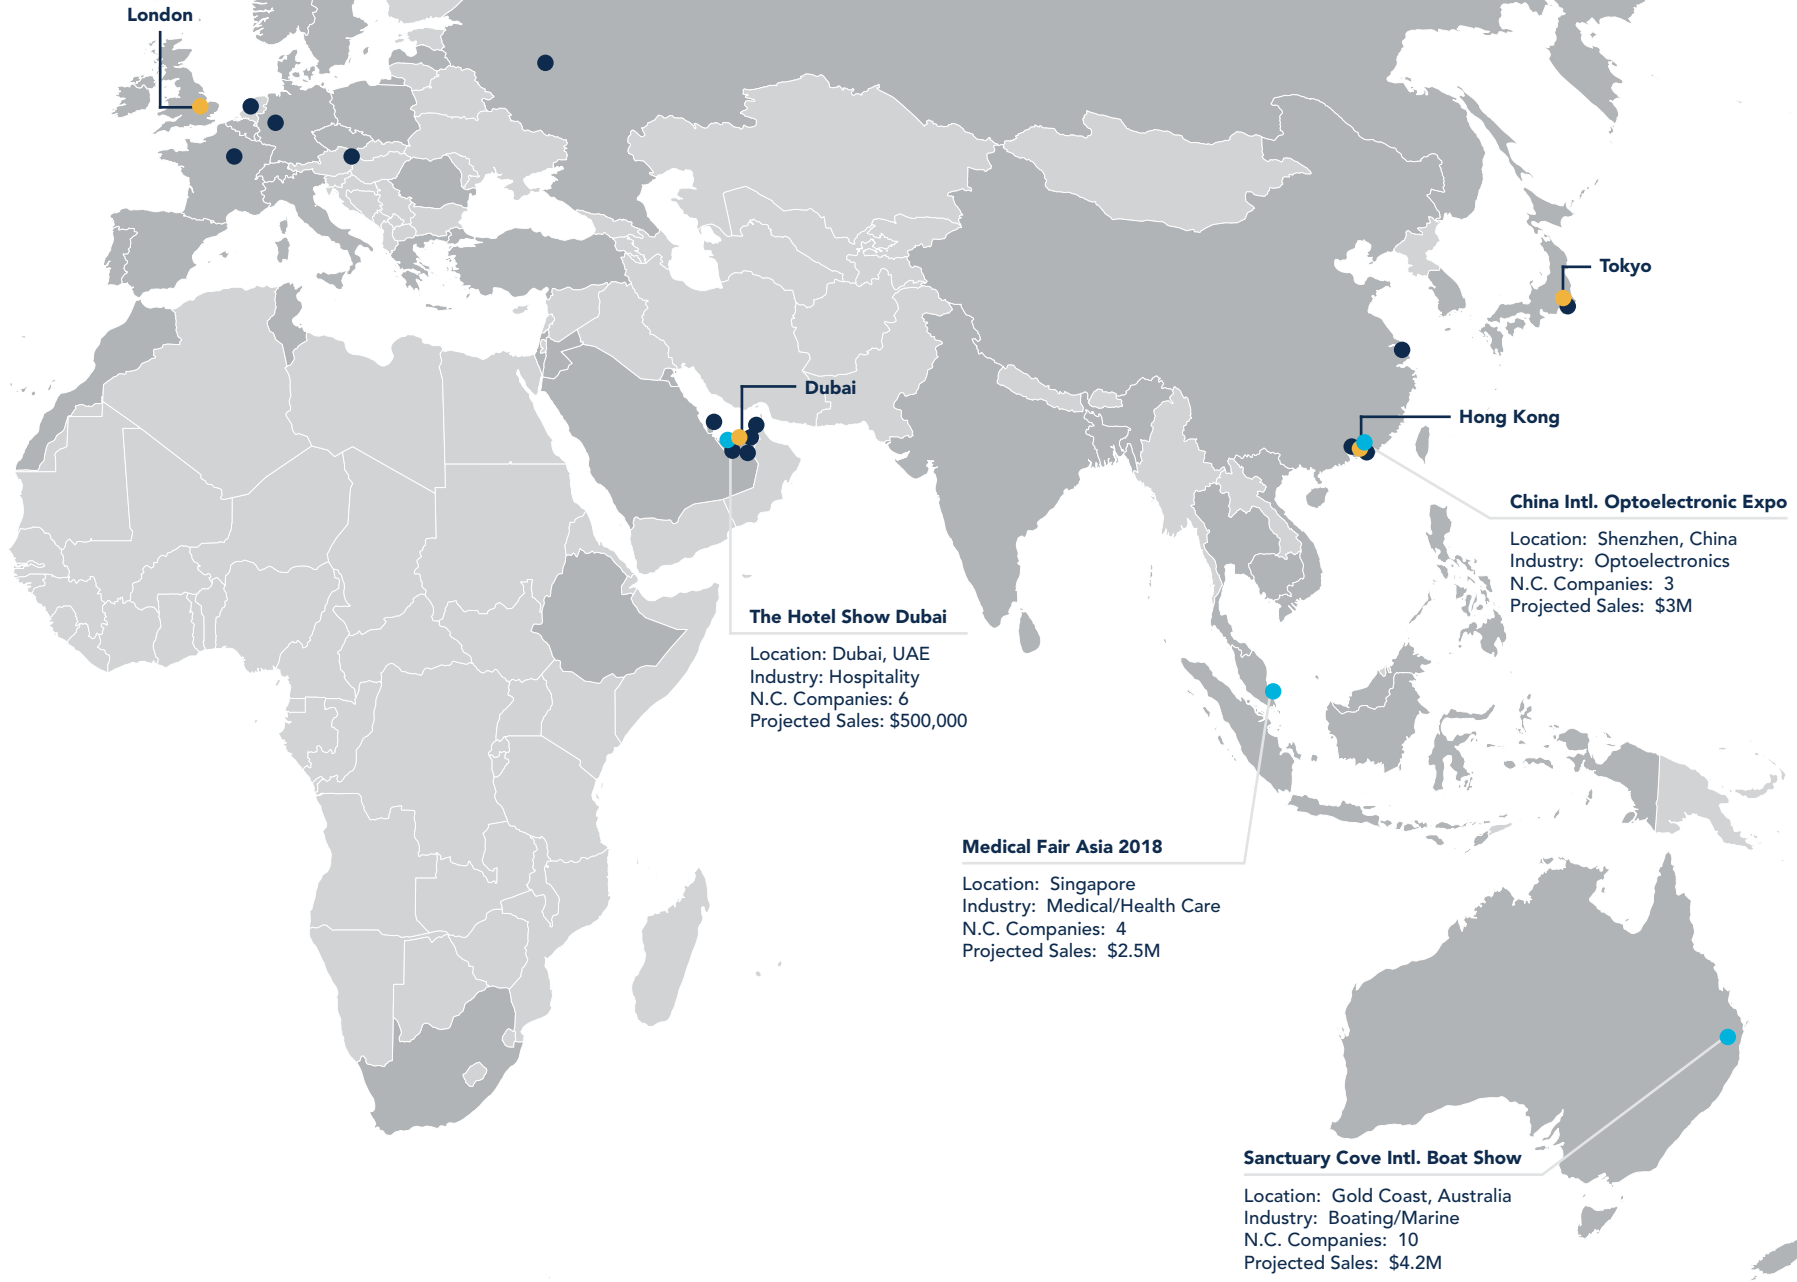 London
Tokyo
Dubai
Hong Kong
China Intl. Optoelectronic Expo
Location: Shenzhen, China
Industry: Optoelectronics
N.C. Companies: 3
Projected Sales: $3M
The Hotel Show Dubai
Location: Dubai, UAE
Industry: Hospitality
N.C. Companies: 6
Projected Sales: $500,000
Medical Fair Asia 2018
Location: Singapore
Industry: Medical/Health Care
N.C. Companies: 4
Projected Sales: $2.5M
Sanctuary Cove Intl. Boat Show
Location: Gold Coast, Australia
Industry: Boating/Marine
N.C. Companies: 10
Projected Sales: $4.2M